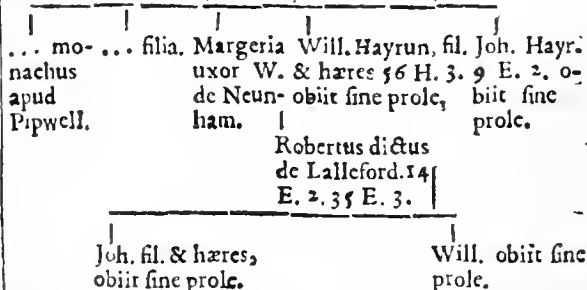 ... mo- ... filia. Margeria Will. Hayrun, fil. Joh. Hayr.
nachus uxor W. & hæres 56 H. 3. 9 E. 2. o-
apud de Neun- obiit sine prole, biit sine
Pipwell. ham. prole.
Robertus dictus
de Lalleford. 14
E. 2. 35 E. 3.
Joh. fil. & hæres, Will. obiit sine
obiit sine prole. prole.